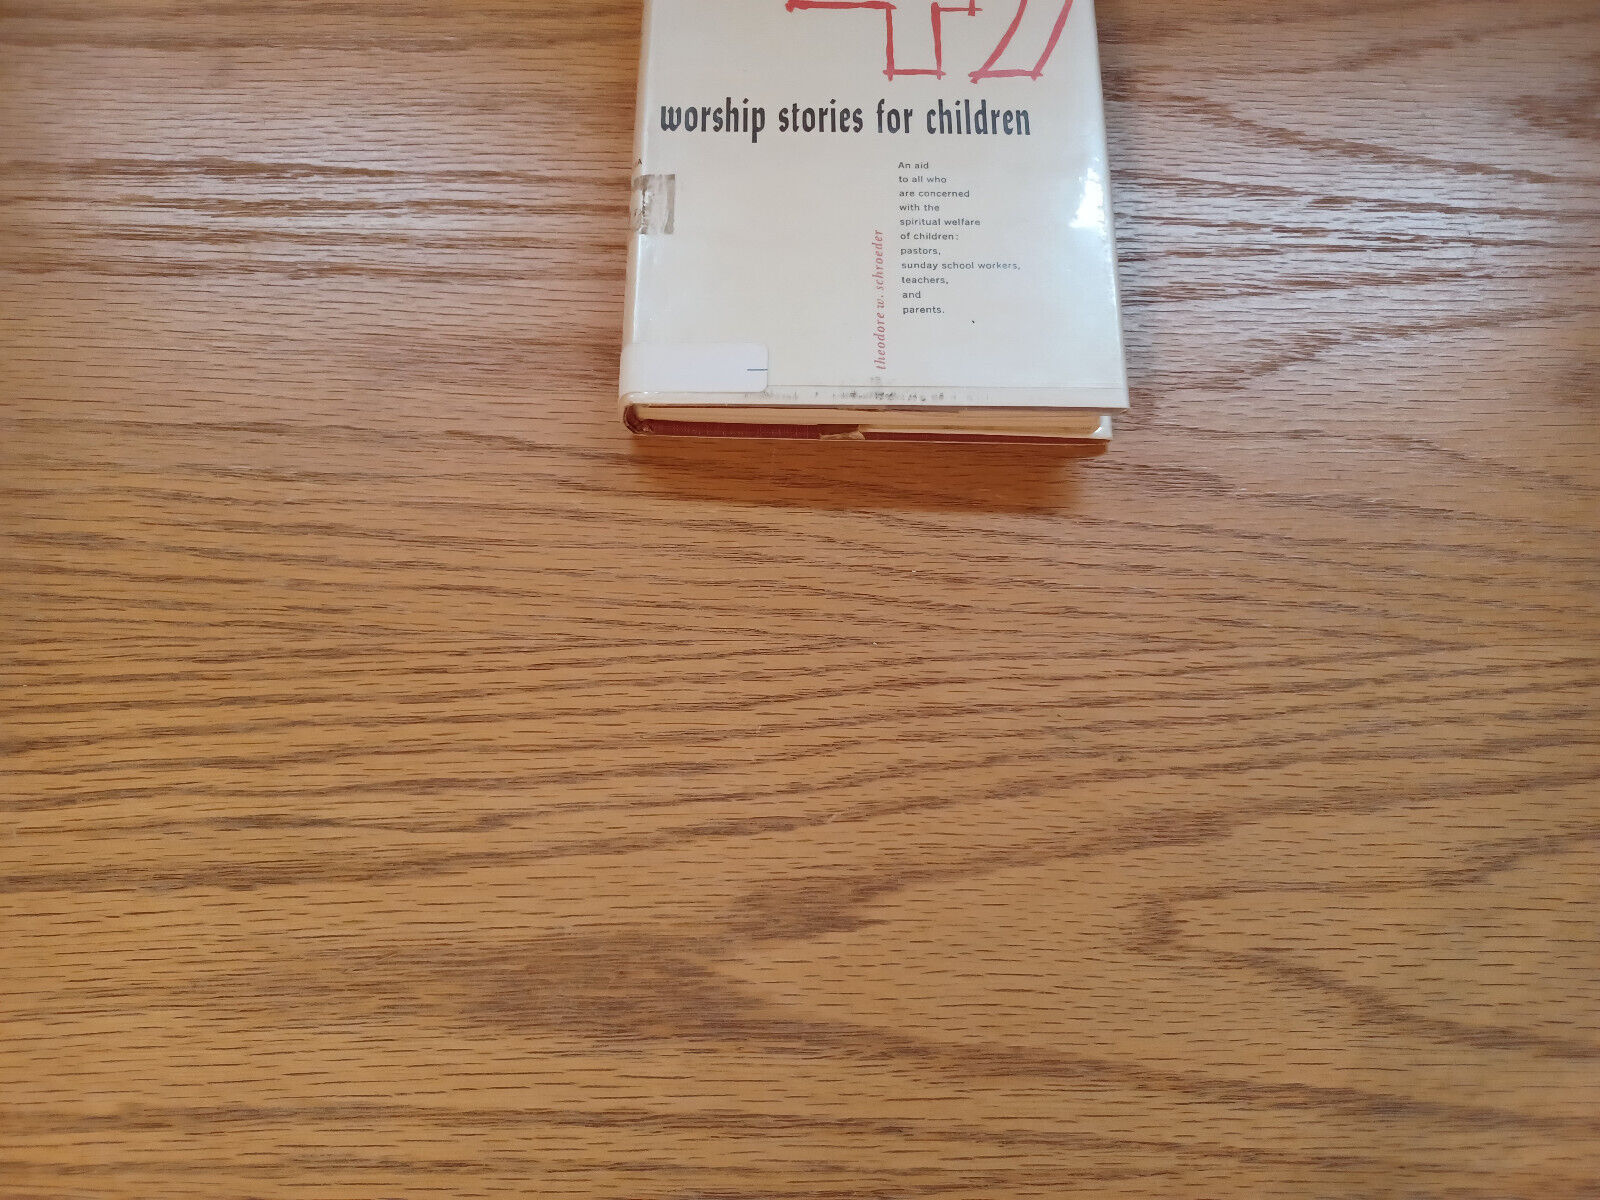 worship stories for children
An aid
to all who
are concerned
with the
spiritual welfare
of children:
pastors,
sunday school workers,
teachers,
and
parents.
theodore w. schroeder